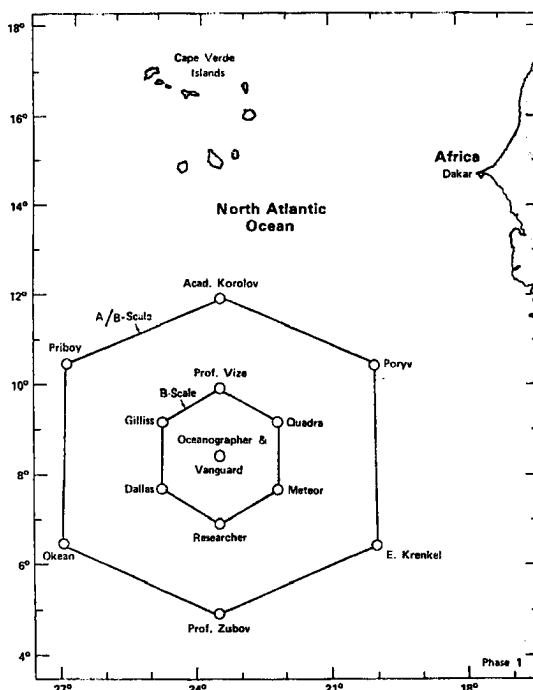 18°
Cape Verde
Islands
16°
Africa
Dakar
14°
North Atlantic
Ocean
12°
Acad. Korolov
A/B-Scale
Priboy
Poryv
10°
Prof. Vize
B-Scale
Gilliss
Quadra
Oceanographer &
Vanguard
8°
Dallas
Meteor
Researcher
6°
Okean
E. Krenkel
Prof. Zubov
4°
Phase 1
27°
24°
21°
18°